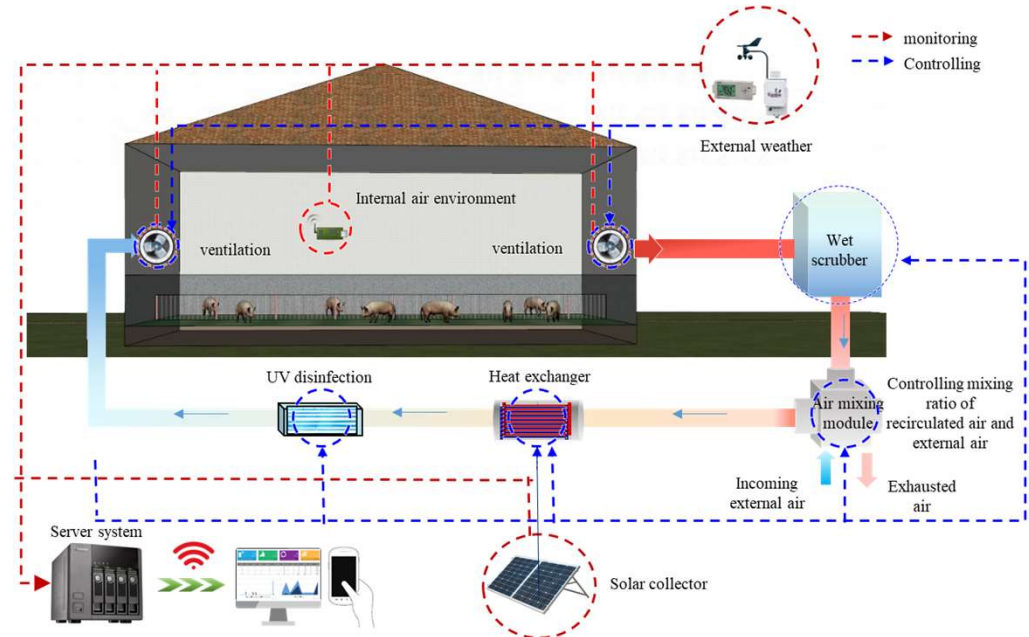 monitoring
Controlling
External weather
Internal air environment
ventilation
ventilation
Wet
scrubber
UV disinfection
Heat exchanger
Air mixing
module
Controlling mixing
ratio of
recirculated air and
external air
Incoming
external air
Exhausted
air
Server system
Solar collector